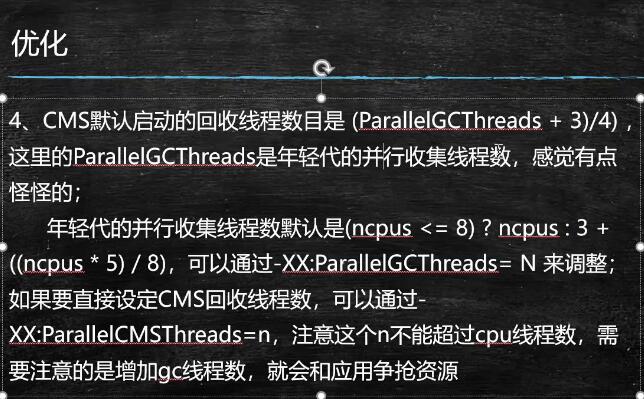 优化
4、CMS默认启动的回收线程数目是 (ParallelGCThreads + 3)/4) ，
这里的ParallelGCThreads是年轻代的并行收集线程数，感觉有点
怪怪的；
年轻代的并行收集线程数默认是(ncpus <= 8) ? ncpus : 3 +
((ncpus * 5) / 8)，可以通过-XX:ParallelGCThreads= N 来调整；
如果要直接设定CMS回收线程数，可以通过-
XX:ParallelCMSThreads=n，注意这个n不能超过cpu线程数，需
要注意的是增加gc线程数，就会和应用争抢资源